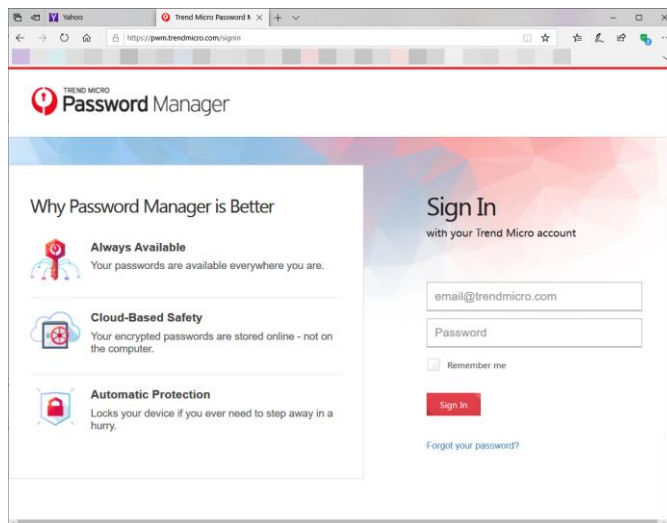 Yahoo
Trend Micro Password M
https://pwm.trendmicro.com/signin
TREND MICRO
Password Manager
Why Password Manager is Better
Always Available
Your passwords are available everywhere you are.
Cloud-Based Safety
Your encrypted passwords are stored online - not on
the computer.
Automatic Protection
Locks your device if you ever need to step away in a
hurry.
Sign In
with your Trend Micro account
email@trendmicro.com
Password
Remember me
Sign In
Forgot your password?